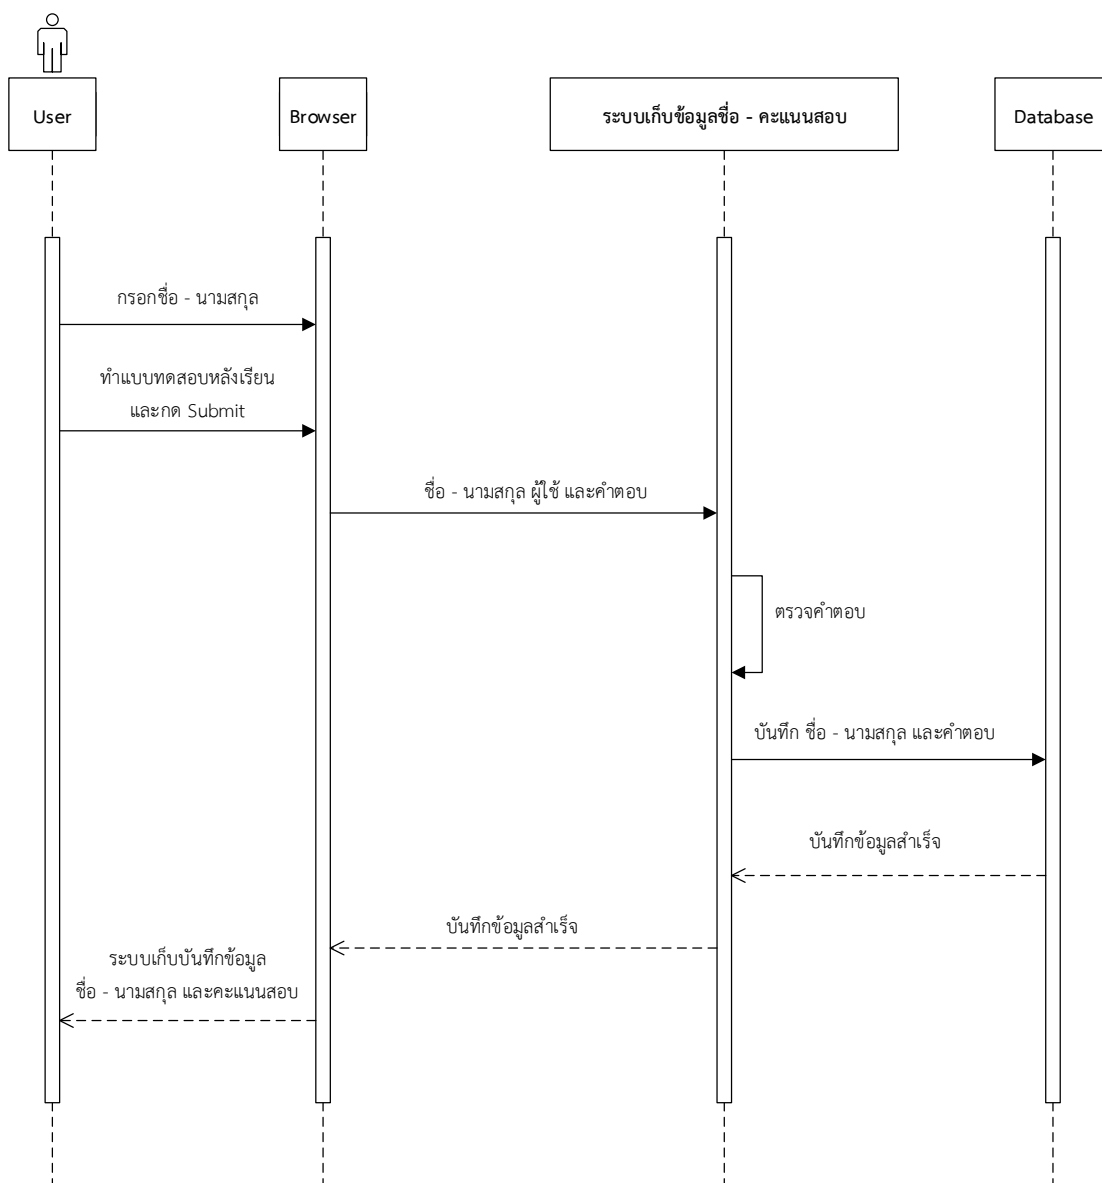 User
Browser
ระบบเก็บข้อมูลชื่อ - คะแนนสอบ
Database
กรอกชื่อ - นามสกุล
ทำแบบทดสอบหลังเรียน
และกด Submit
ชื่อ - นามสกุล ผู้ใช้ และคำตอบ
ตรวจคำตอบ
บันทึก ชื่อ - นามสกุล และคำตอบ
บันทึกข้อมูลสำเร็จ
บันทึกข้อมูลสำเร็จ
ระบบเก็บบันทึกข้อมูล
ชื่อ - นามสกุล และคะแนนสอบ